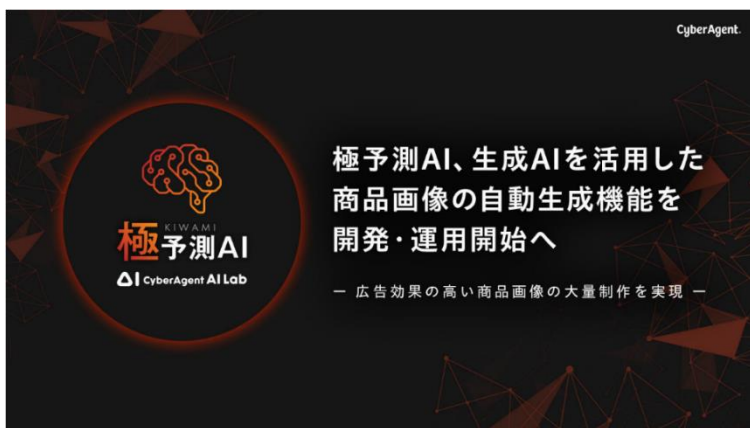 CyberAgent.
KIWAMI
極予測AI
CyberAgent AI Lab
極予測AI、生成AIを活用した
商品画像の自動生成機能を
開発・運用開始へ
ー 広告効果の高い商品画像の大量制作を実現 ー